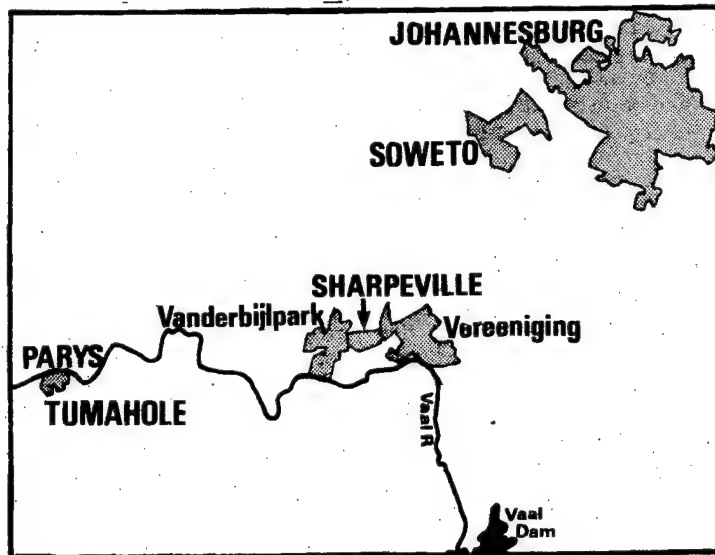 JOHANNESBURG
SOWETO
SHARPEVILLE
Vanderbijlpark
Vereeniging
PARYS
TUMAHOLE
Vaal R
Vaal
Dam